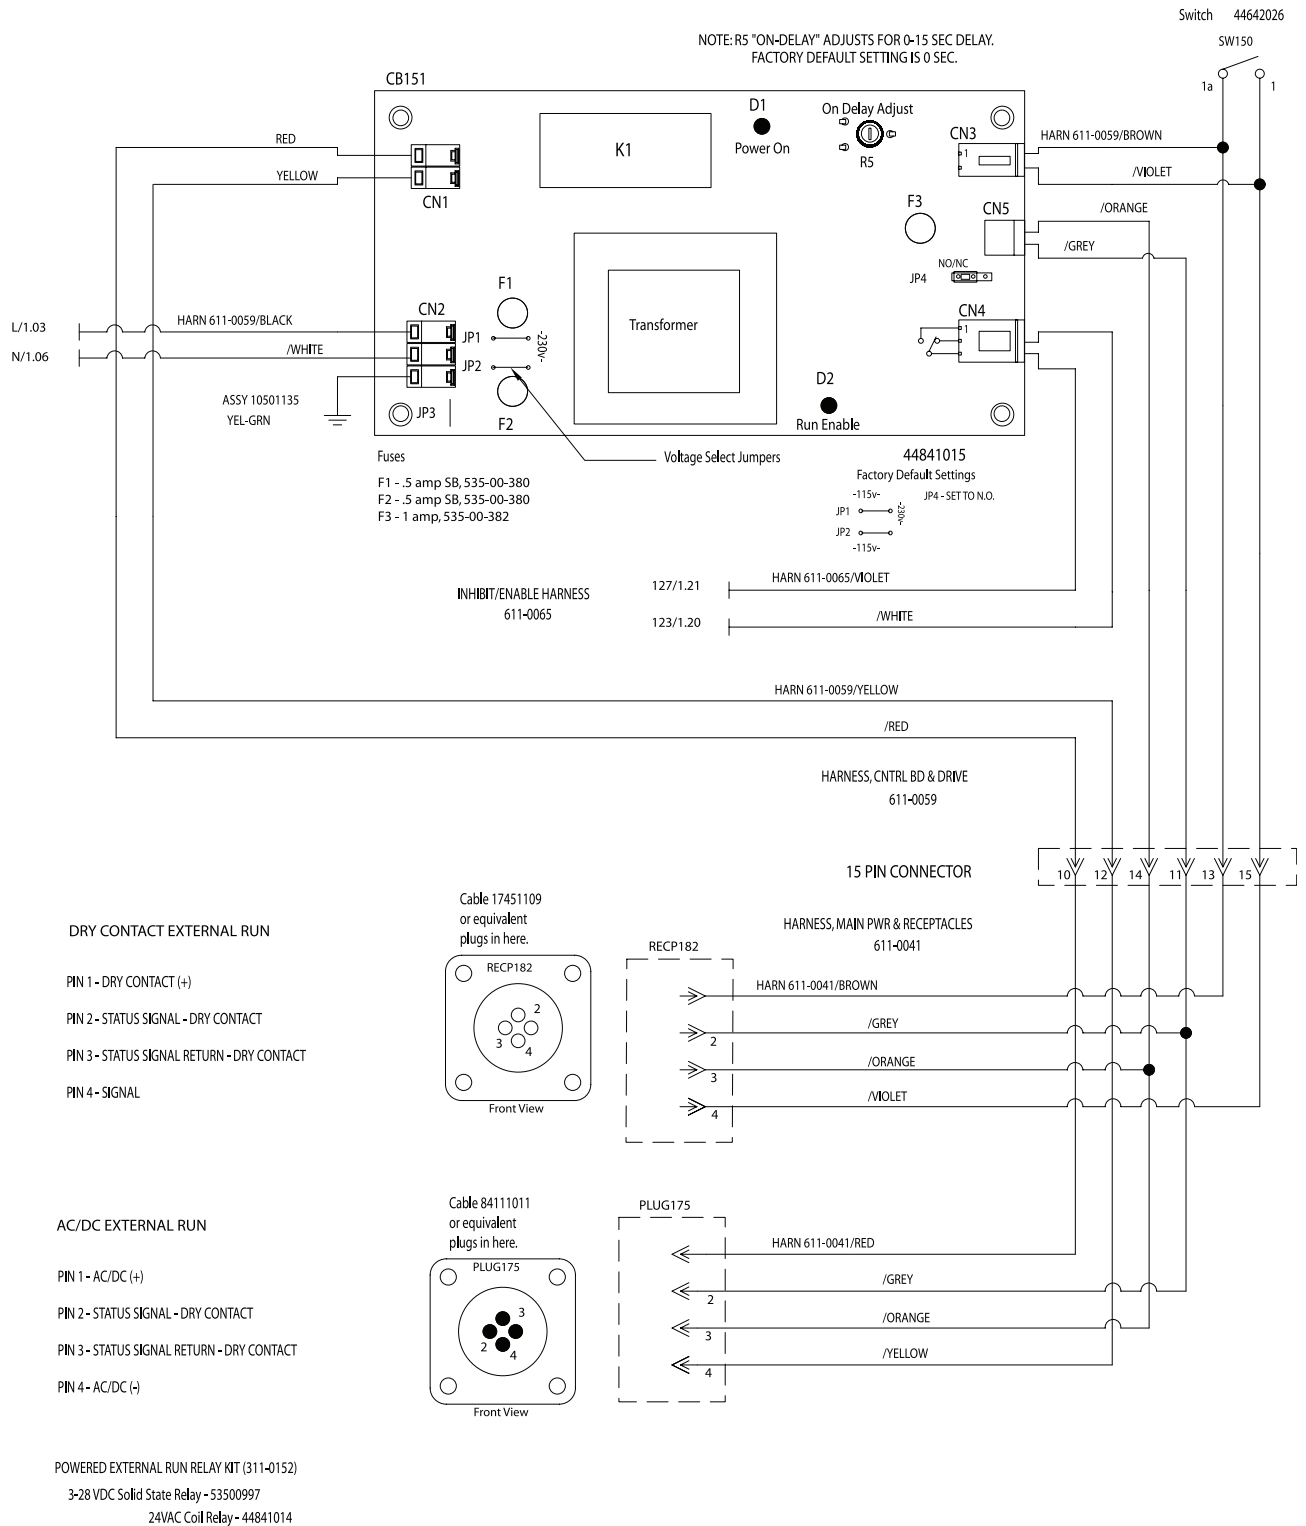 Switch 44642026
NOTE: R5 "ON-DELAY" ADJUSTS FOR 0-15 SEC DELAY.
FACTORY DEFAULT SETTING IS 0 SEC.
SW150
1a
1
CB151
D1
Power On
On Delay Adjust
R5
K1
CN3
1
HARN 611-0059/BROWN
/VIOLET
RED
YELLOW
CN1
F3
CN5
/ORANGE
/GREY
NO/NC
JP4
F1
Transformer
CN2
CN4
1
L/1.03
HARN 611-0059/BLACK
JP1
-230v-
N/1.06
/WHITE
JP2
D2
Run Enable
ASSY 10501135
YEL-GRN
JP3
F2
Fuses
Voltage Select Jumpers
F1 - .5 amp SB, 535-00-380
F2 - .5 amp SB, 535-00-380
F3 - 1 amp, 535-00-382
44841015
Factory Default Settings
-115v-
JP4 - SET TO N.O.
JP1
-230v-
JP2
-115v-
INHIBIT/ENABLE HARNESS
611-0065
127/1.21
HARN 611-0065/VIOLET
123/1.20
/WHITE
HARN 611-0059/YELLOW
/RED
HARNESS, CNTRL BD & DRIVE
611-0059
15 PIN CONNECTOR
10
12
14
11
13
15
HARNESS, MAIN PWR & RECEPTACLES
611-0041
DRY CONTACT EXTERNAL RUN
PIN 1 - DRY CONTACT (+)
PIN 2 - STATUS SIGNAL - DRY CONTACT
PIN 3 - STATUS SIGNAL RETURN - DRY CONTACT
PIN 4 - SIGNAL
Cable 17451109
or equivalent
plugs in here.
RECP182
2
3
4
Front View
RECP182
HARN 611-0041/BROWN
/GREY
2
/ORANGE
3
/VIOLET
4
AC/DC EXTERNAL RUN
PIN 1 - AC/DC (+)
PIN 2 - STATUS SIGNAL - DRY CONTACT
PIN 3 - STATUS SIGNAL RETURN - DRY CONTACT
PIN 4 - AC/DC (-)
Cable 84111011
or equivalent
plugs in here.
PLUG175
3
2
4
Front View
PLUG175
HARN 611-0041/RED
/GREY
2
/ORANGE
3
/YELLOW
4
POWERED EXTERNAL RUN RELAY KIT (311-0152)
3-28 VDC Solid State Relay - 53500997
24VAC Coil Relay - 44841014